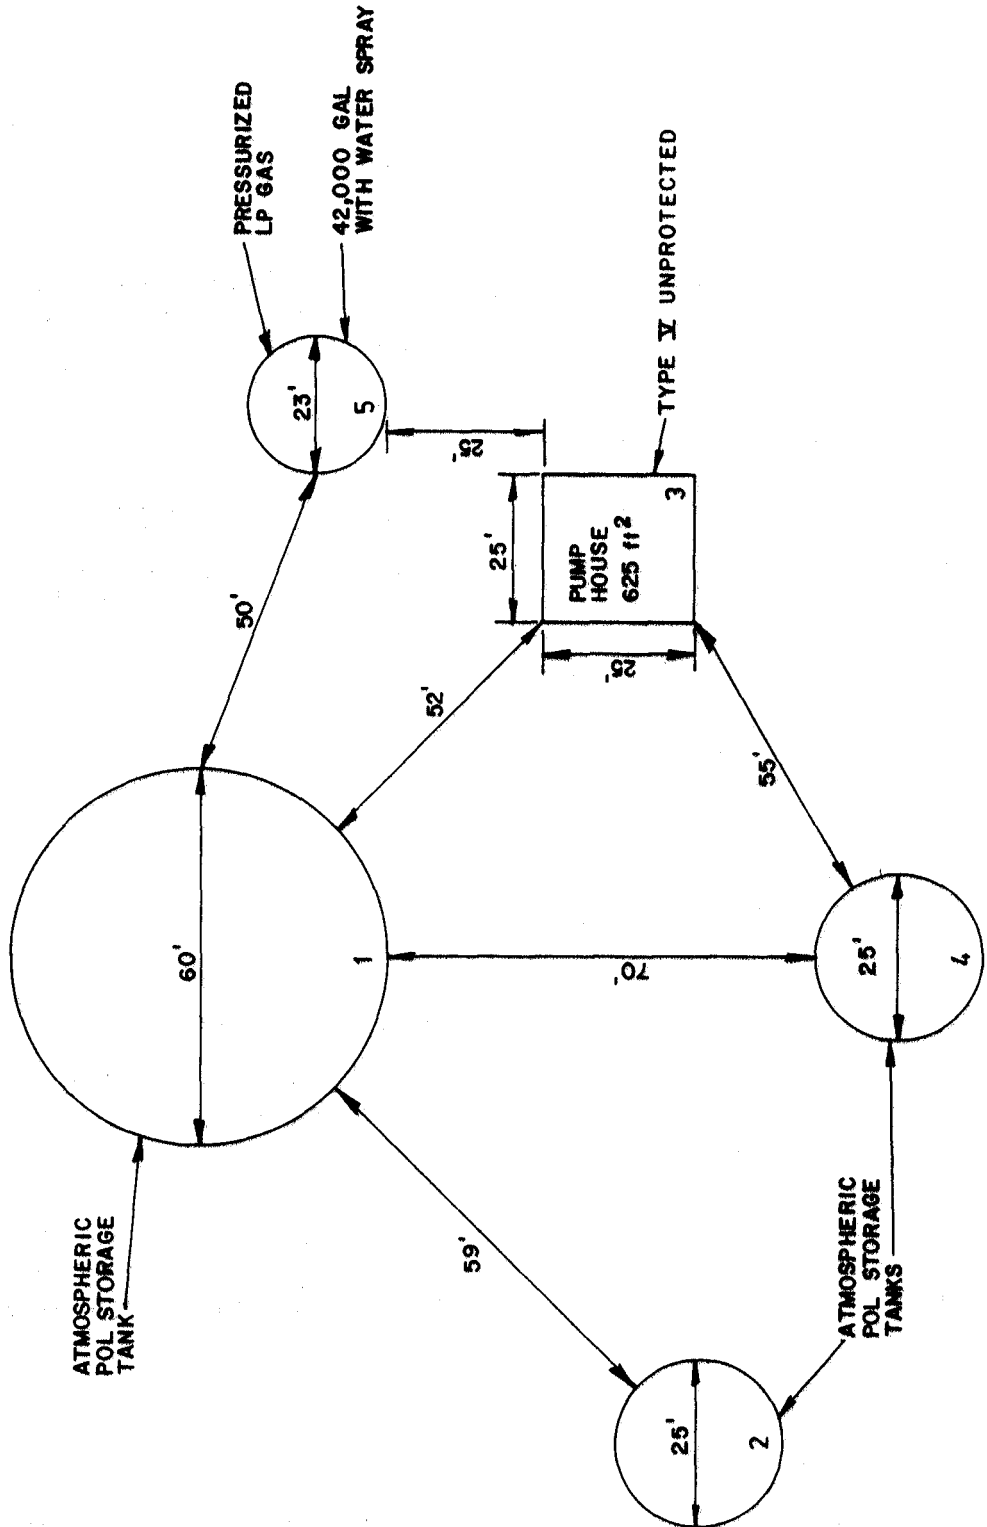 ATMOSPHERIC
POL STORAGE
TANK
60'
1
59'
25'
2
70'
ATMOSPHERIC
POL STORAGE
TANKS
25'
4
52'
55'
50'
PRESSURIZED
LP GAS
42,000 GAL
WITH WATER SPRAY
23'
5
25'
25'
25'
PUMP
HOUSE
625 ft²
3
TYPE V UNPROTECTED